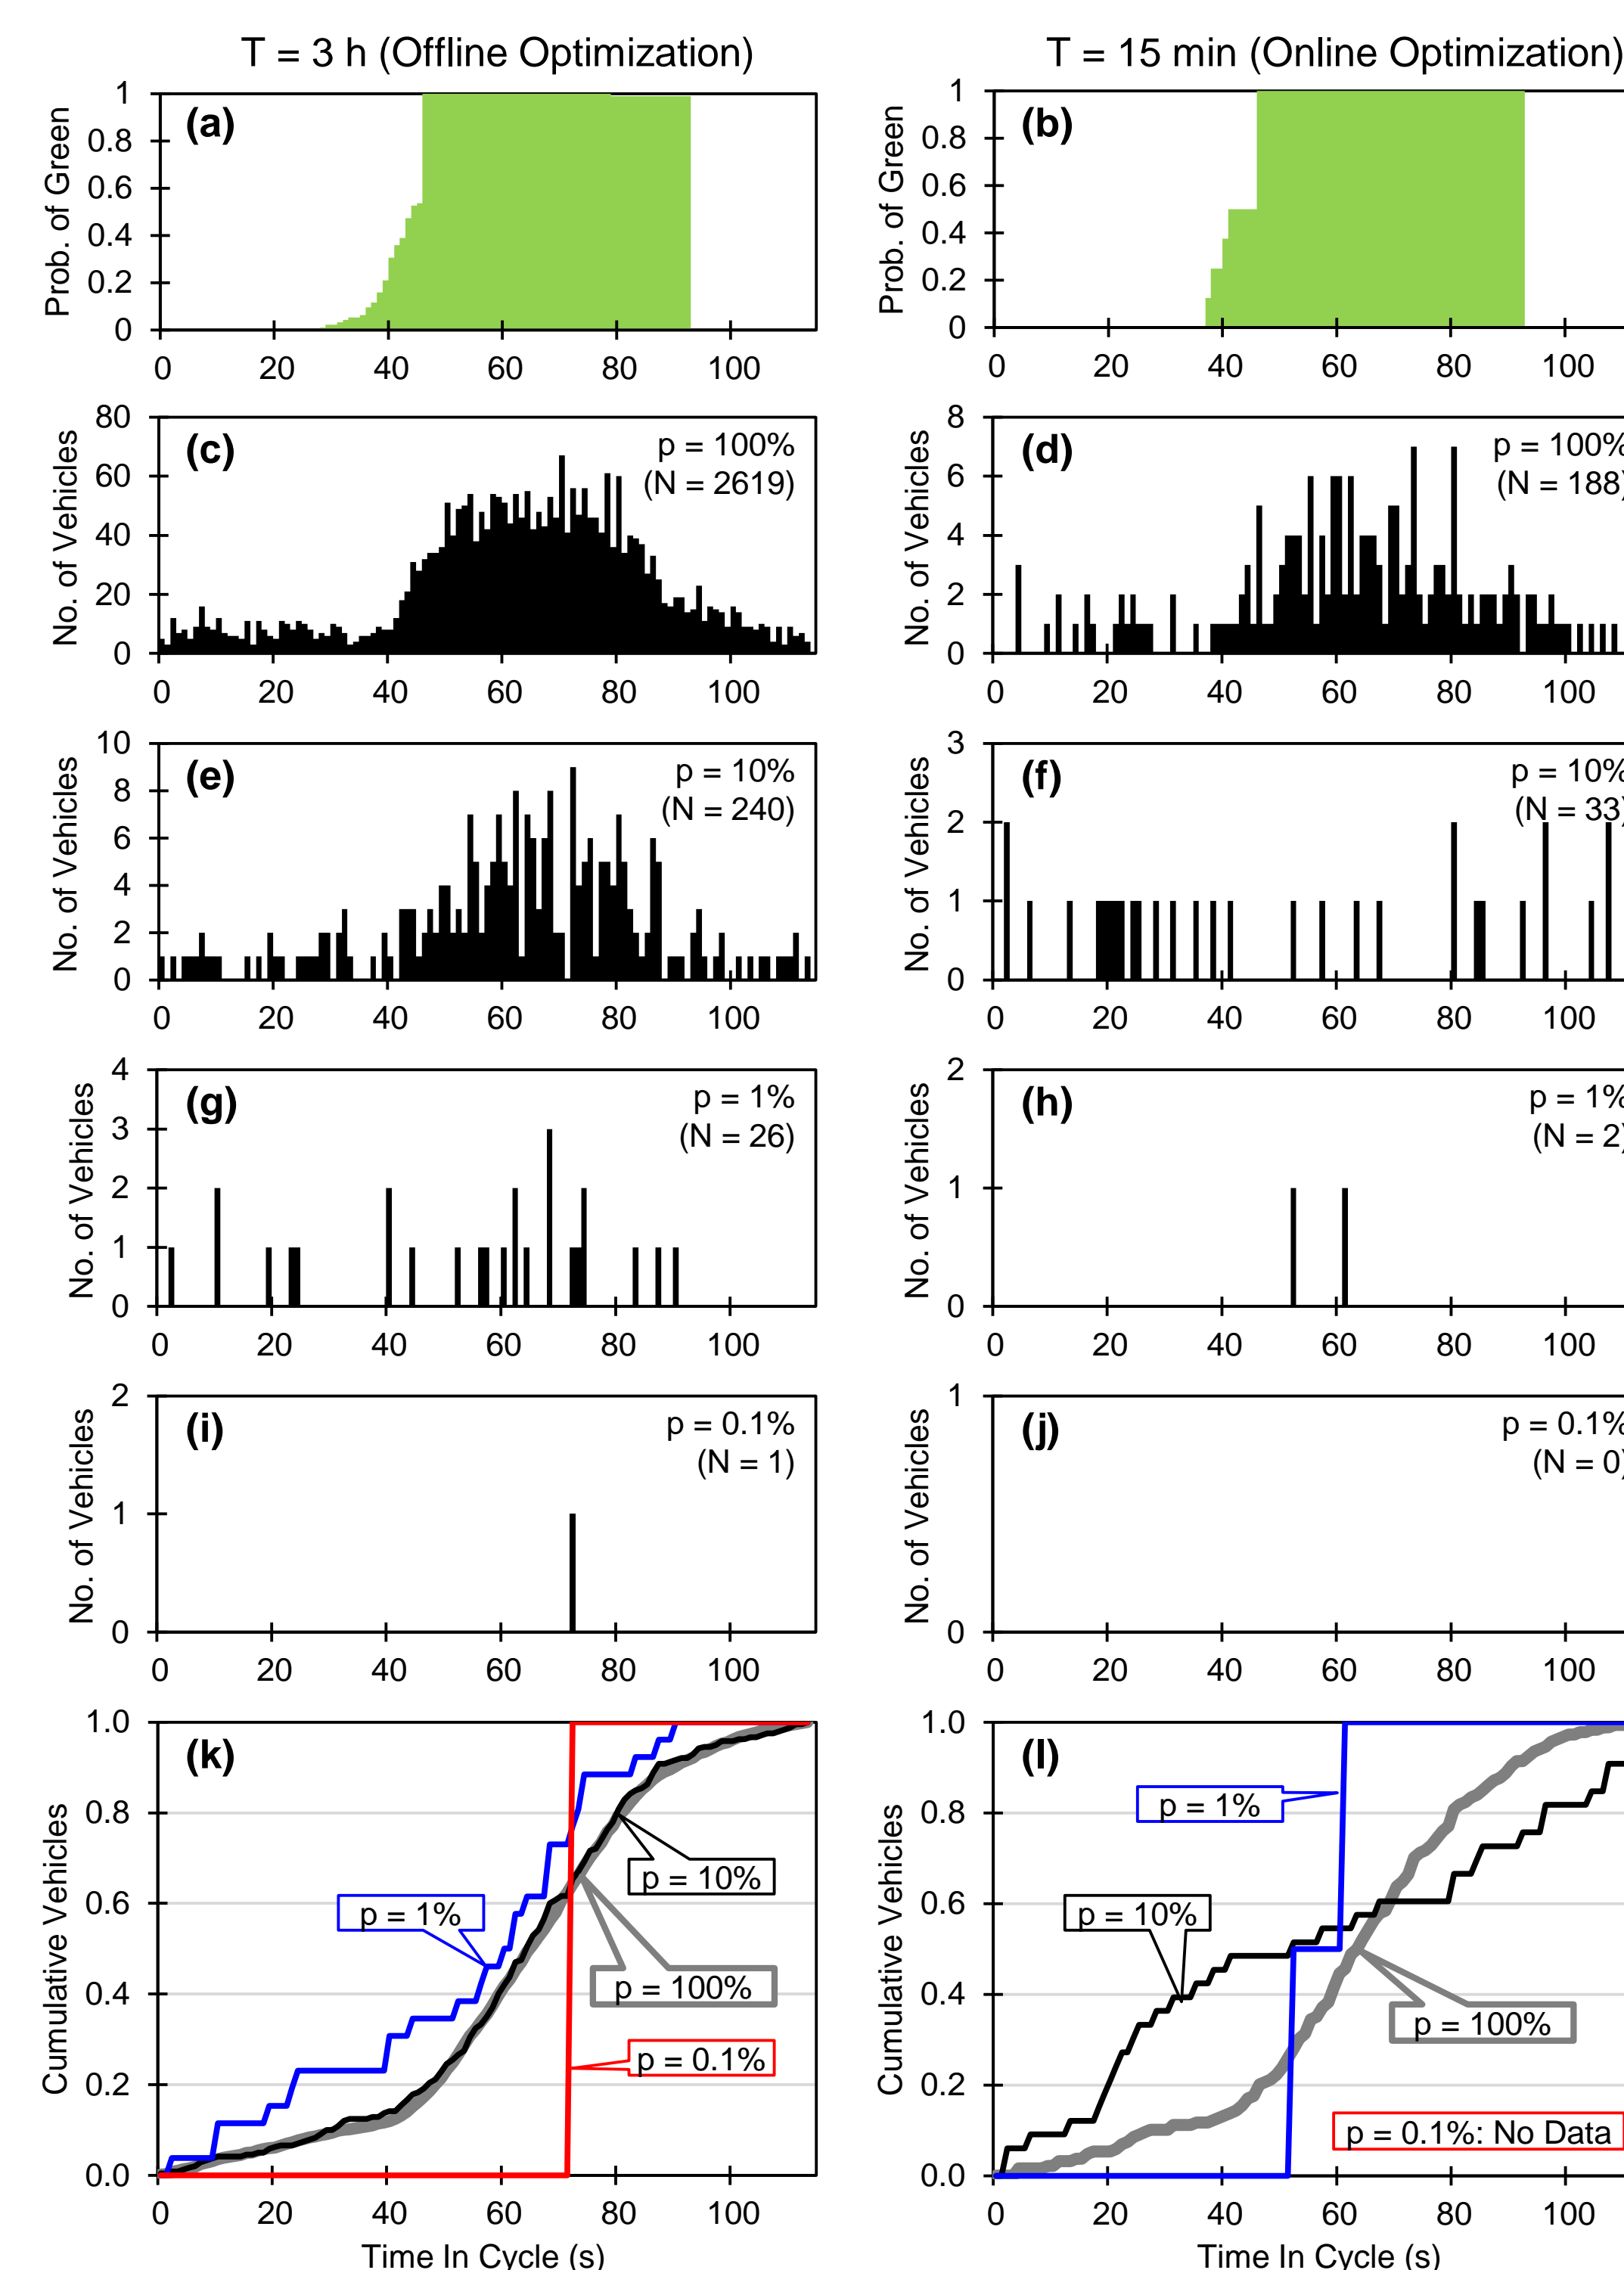 T = 3 h (Offline Optimization)
T = 15 min (Online Optimization)
(a)
Prob. of Green
1
0.8
0.6
0.4
0.2
0
0 20 40 60 80 100
(b)
Prob. of Green
1
0.8
0.6
0.4
0.2
0
0 20 40 60 80 100
(c)
p = 100%
(N = 2619)
No. of Vehicles
80
60
40
20
0
0 20 40 60 80 100
(d)
p = 100%
(N = 188)
No. of Vehicles
8
6
4
2
0
0 20 40 60 80 100
(e)
p = 10%
(N = 240)
No. of Vehicles
10
8
6
4
2
0
0 20 40 60 80 100
(f)
p = 10%
(N = 33)
No. of Vehicles
3
2
1
0
0 20 40 60 80 100
(g)
p = 1%
(N = 26)
No. of Vehicles
4
3
2
1
0
0 20 40 60 80 100
(h)
p = 1%
(N = 2)
No. of Vehicles
2
1
0
0 20 40 60 80 100
(i)
p = 0.1%
(N = 1)
No. of Vehicles
2
1
0
0 20 40 60 80 100
(j)
p = 0.1%
(N = 0)
No. of Vehicles
1
0
0 20 40 60 80 100
(k)
Cumulative Vehicles
1.0
0.8
0.6
0.4
0.2
0.0
p = 10%
p = 1%
p = 100%
p = 0.1%
0 20 40 60 80 100
Time In Cycle (s)
(l)
Cumulative Vehicles
1.0
0.8
0.6
0.4
0.2
0.0
p = 1%
p = 10%
p = 100%
p = 0.1%: No Data
0 20 40 60 80 100
Time In Cycle (s)